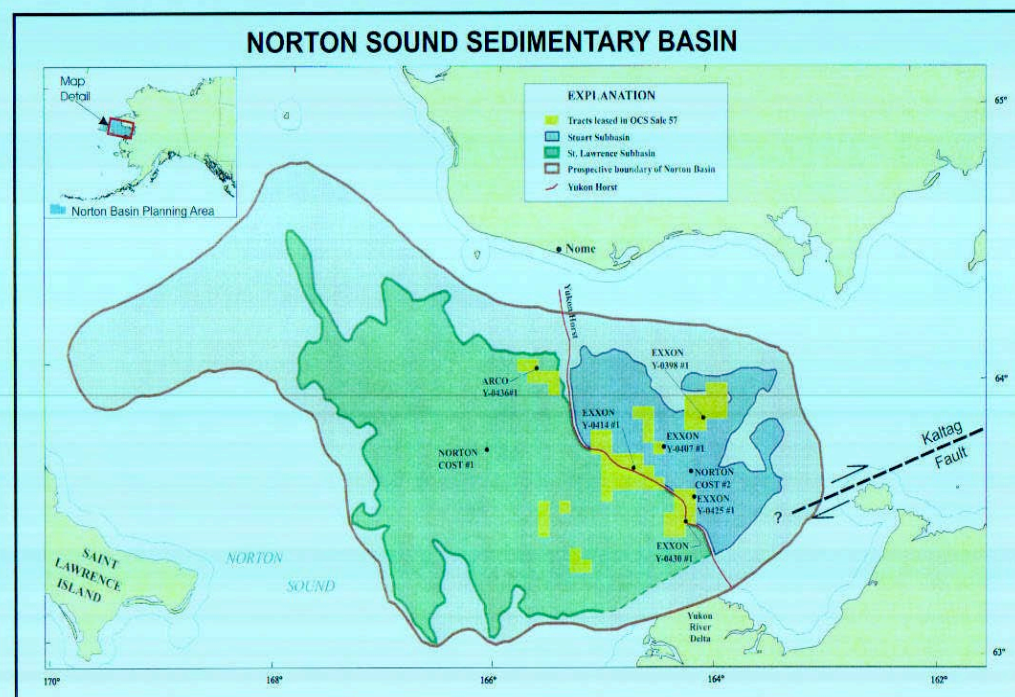 NORTON SOUND SEDIMENTARY BASIN
Map
Detail
Norton Basin Planning Area
EXPLANATION
Tracts leased in OCS Sale 57
Stuart Subbasin
St. Lawrence Subbasin
Prospective boundary of Norton Basin
Yukon Horst
65°
Nome
Yukon Horst
EXXON
Y-0398 #1
64°
ARCO
Y-0436#1
EXXON
Y-0414 #1
EXXON
Y-0407 #1
NORTON
COST #1
NORTON
COST #2
EXXON
Y-0425 #1
Kaltag
Fault
?
EXXON
Y-0430 #1
SAINT
LAWRENCE
ISLAND
NORTON
SOUND
Yukon
River
Delta
63°
170°
168°
166°
164°
162°